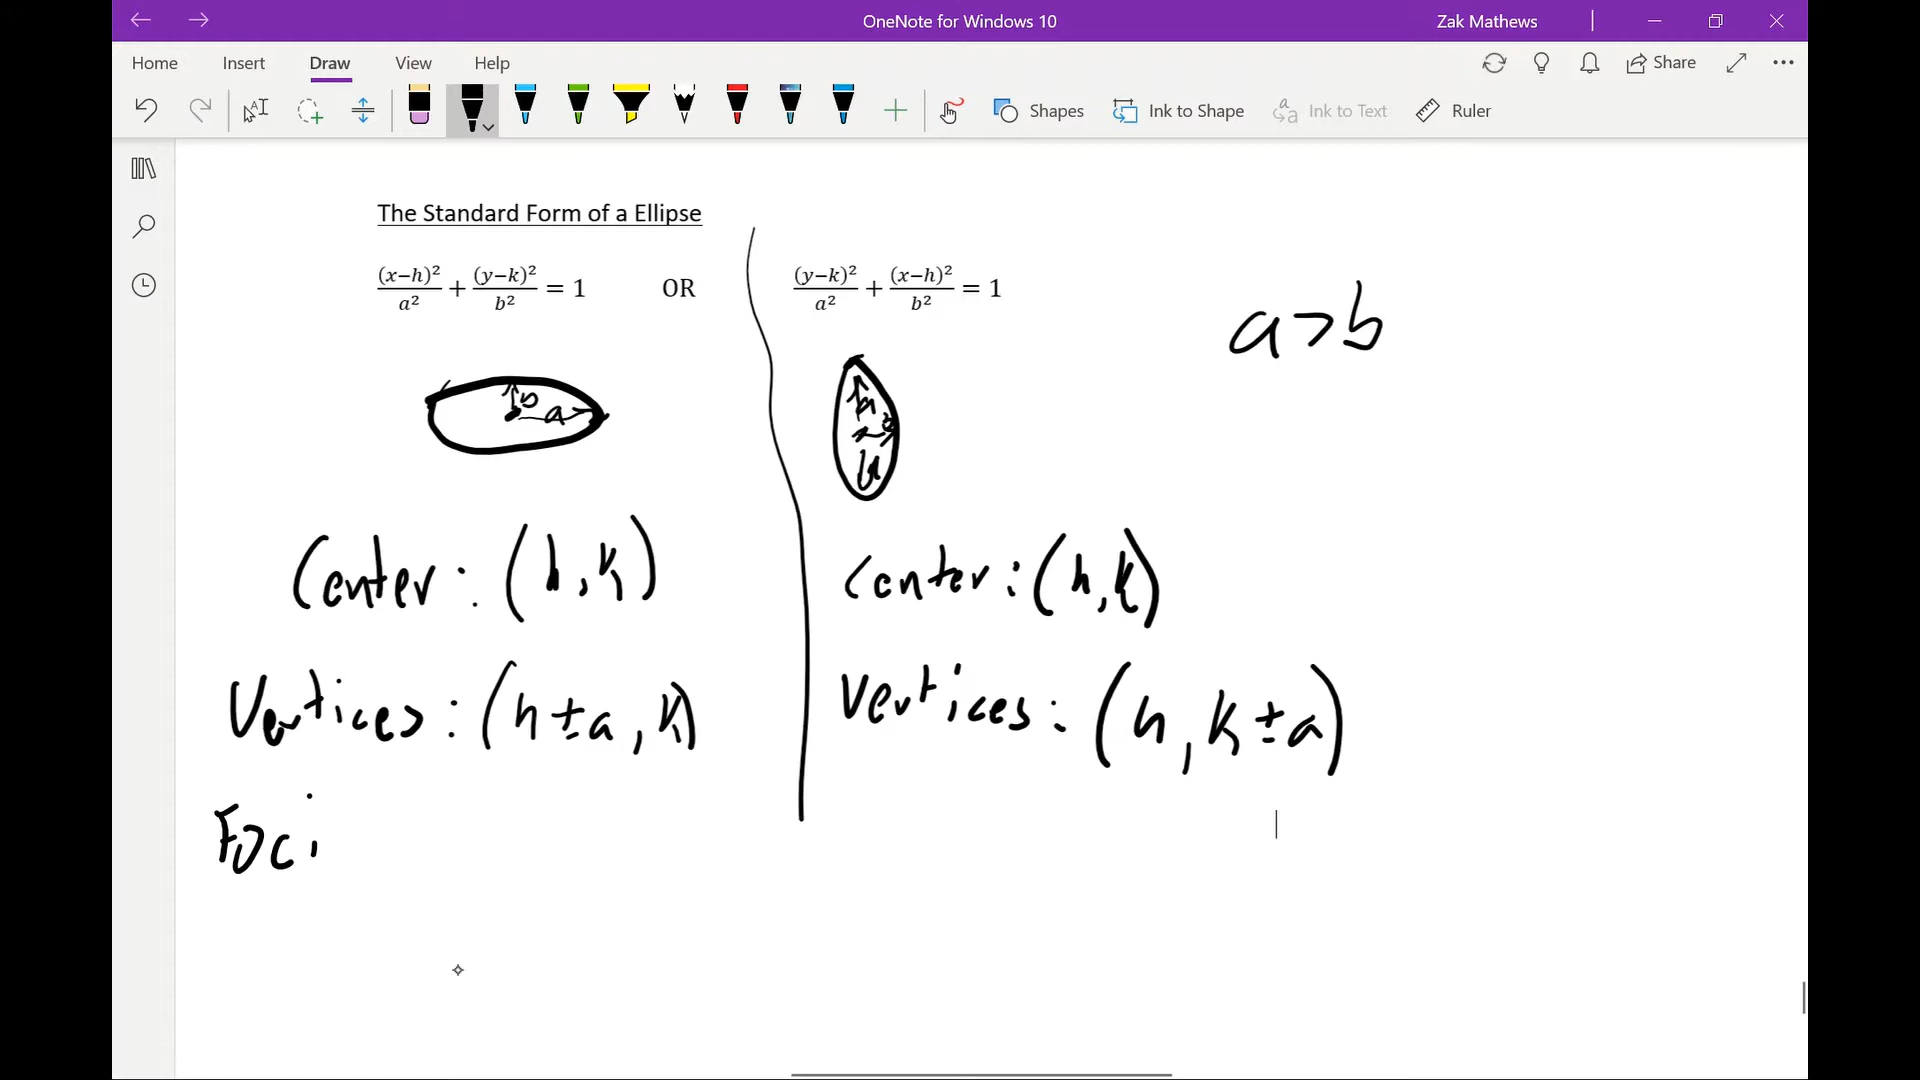 OneNote for Windows 10
Zak Mathews
Home Insert Draw View Help
Share
Shapes Ink to Shape Ink to Text Ruler
The Standard Form of a Ellipse
(x−h)²/a² + (y−k)²/b² = 1 OR (y−k)²/a² + (x−h)²/b² = 1
a > b
b
a
a
b
Center : (h, k)
Center : (h, k)
Vertices : (h ± a, k)
Vertices : (h, k ± a)
Foci